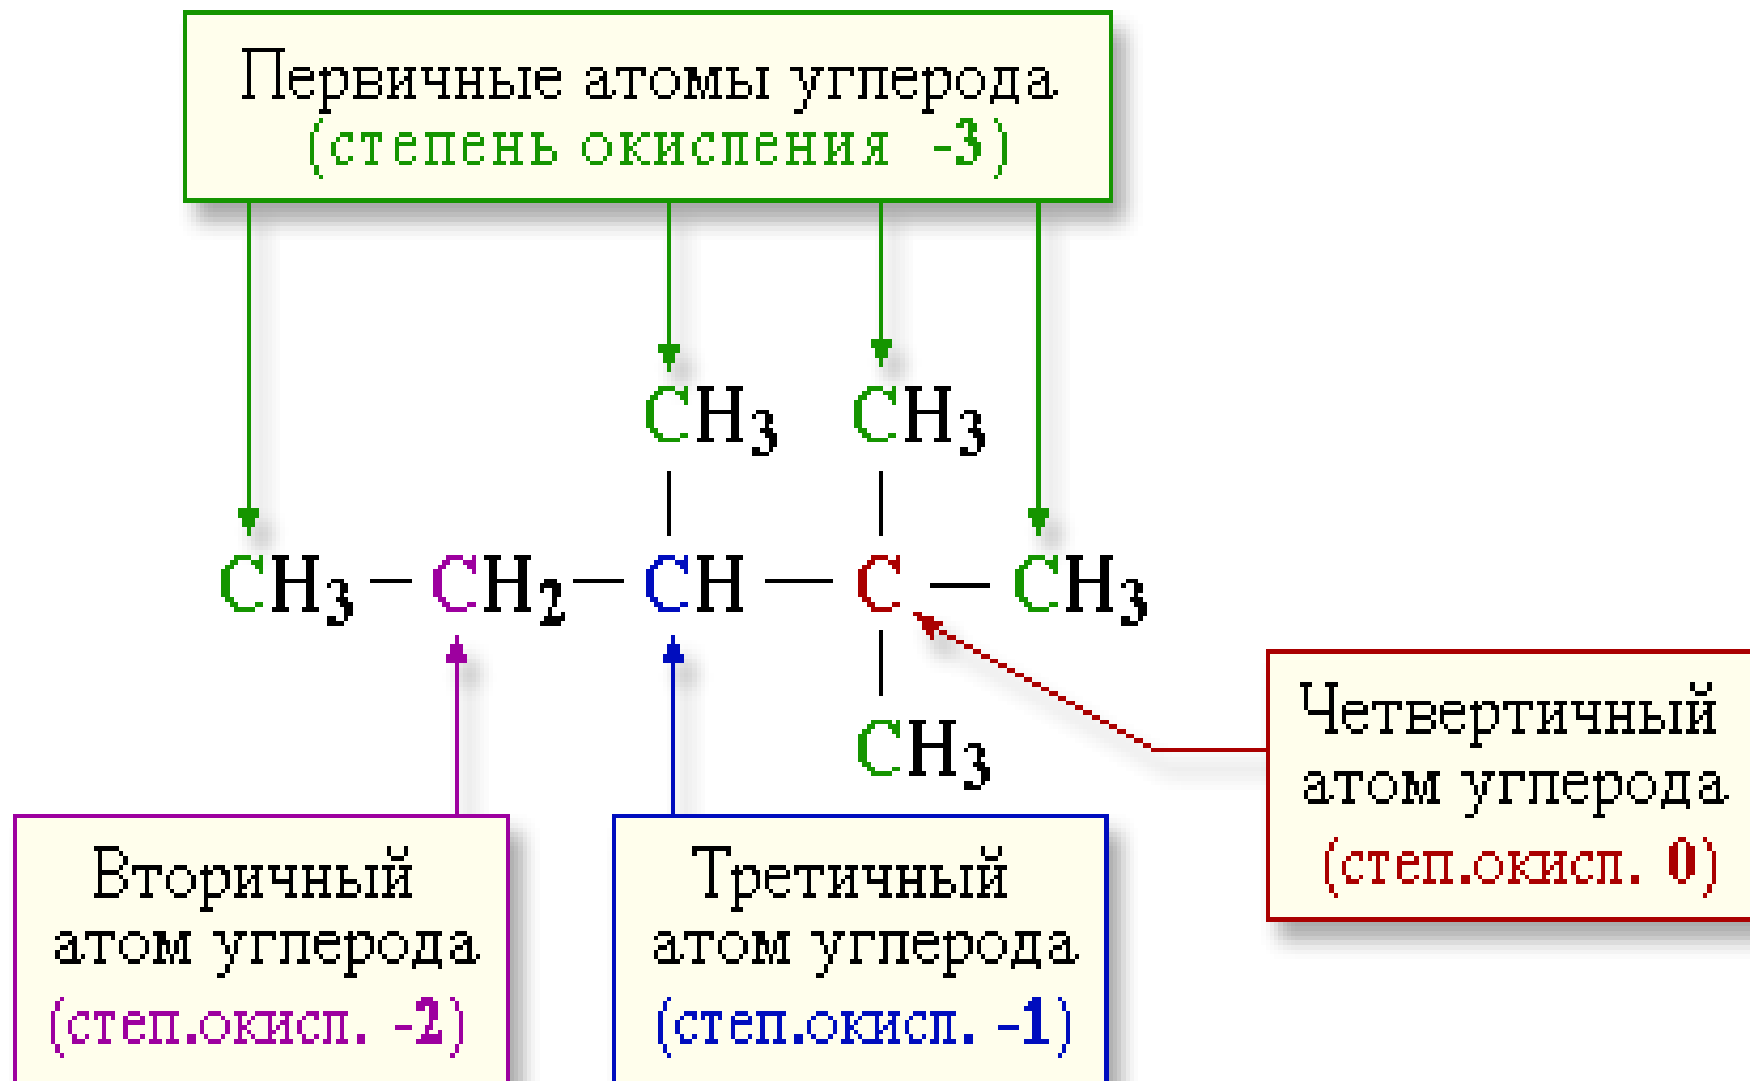 Первичные атомы углерода
(степень окисления -3)
CH3 CH3
CH3 — CH2 — CH — C — CH3
CH3
Четвертичный
атом углерода
(степ.окисл. 0)
Вторичный
атом углерода
(степ.окисл. -2)
Третичный
атом углерода
(степ.окисл. -1)